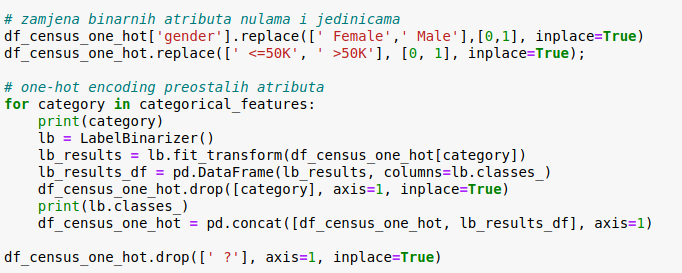 # zamjena binarnih atributa nulama i jedinicama
df_census_one_hot['gender'].replace([' Female',' Male'],[0,1], inplace=True)
df_census_one_hot.replace([' <=50K', ' >50K'], [0, 1], inplace=True);
# one-hot encoding preostalih atributa
for category in categorical_features:
    print(category)
    lb = LabelBinarizer()
    lb_results = lb.fit_transform(df_census_one_hot[category])
    lb_results_df = pd.DataFrame(lb_results, columns=lb.classes_)
    df_census_one_hot.drop([category], axis=1, inplace=True)
    print(lb.classes_)
    df_census_one_hot = pd.concat([df_census_one_hot, lb_results_df], axis=1)
df_census_one_hot.drop([' ?'], axis=1, inplace=True)